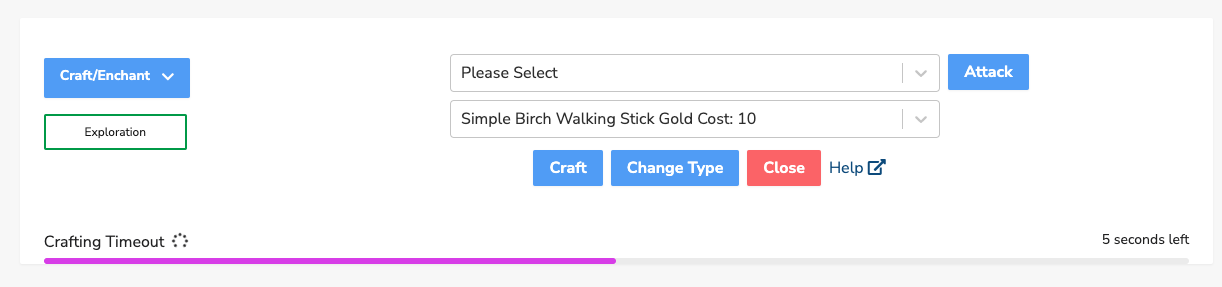 Craft/Enchant
Please Select
Attack
Exploration
Simple Birch Walking Stick Gold Cost: 10
Craft
Change Type
Close
Help
Crafting Timeout
5 seconds left